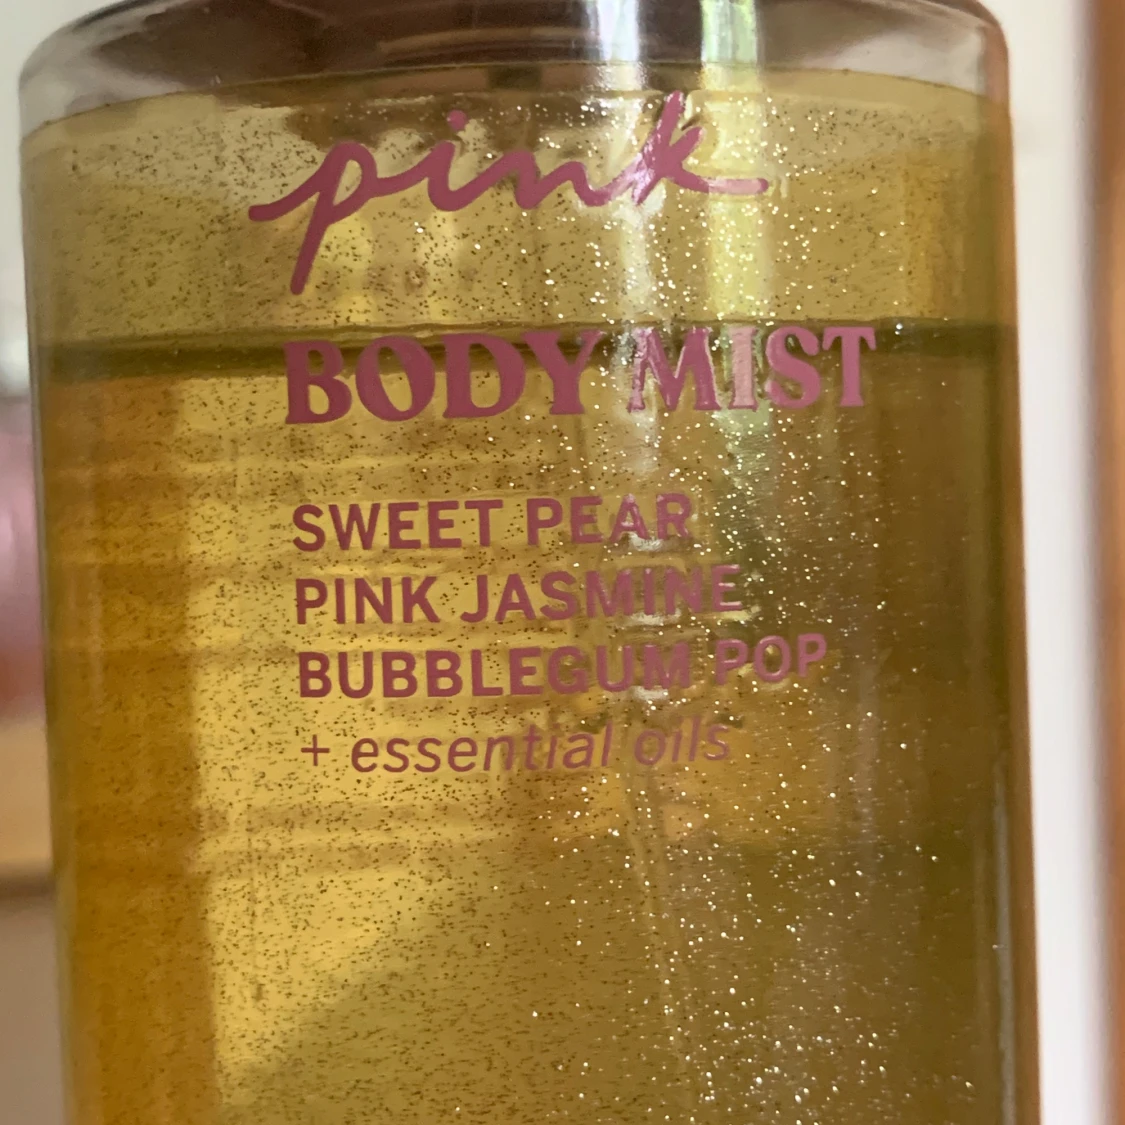 pink
BODY MIST
SWEET PEAR
PINK JASMINE
BUBBLEGUM POP
+ essential oils